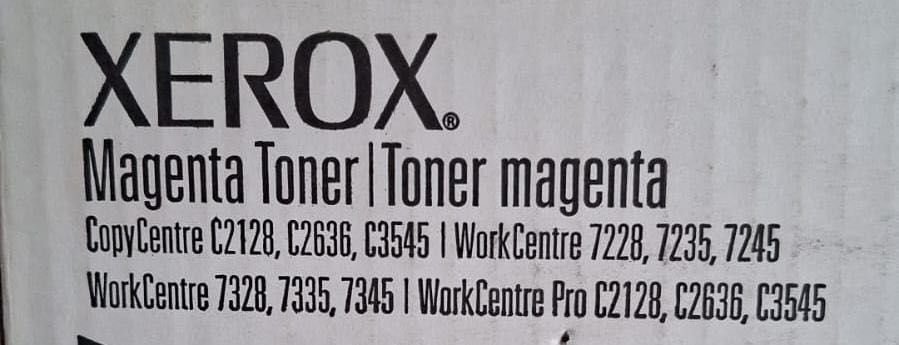 XEROX®
Magenta Toner | Toner magenta
CopyCentre C2128, C2636, C3545 | WorkCentre 7228, 7235, 7245
WorkCentre 7328, 7335, 7345 | WorkCentre Pro C2128, C2636, C3545